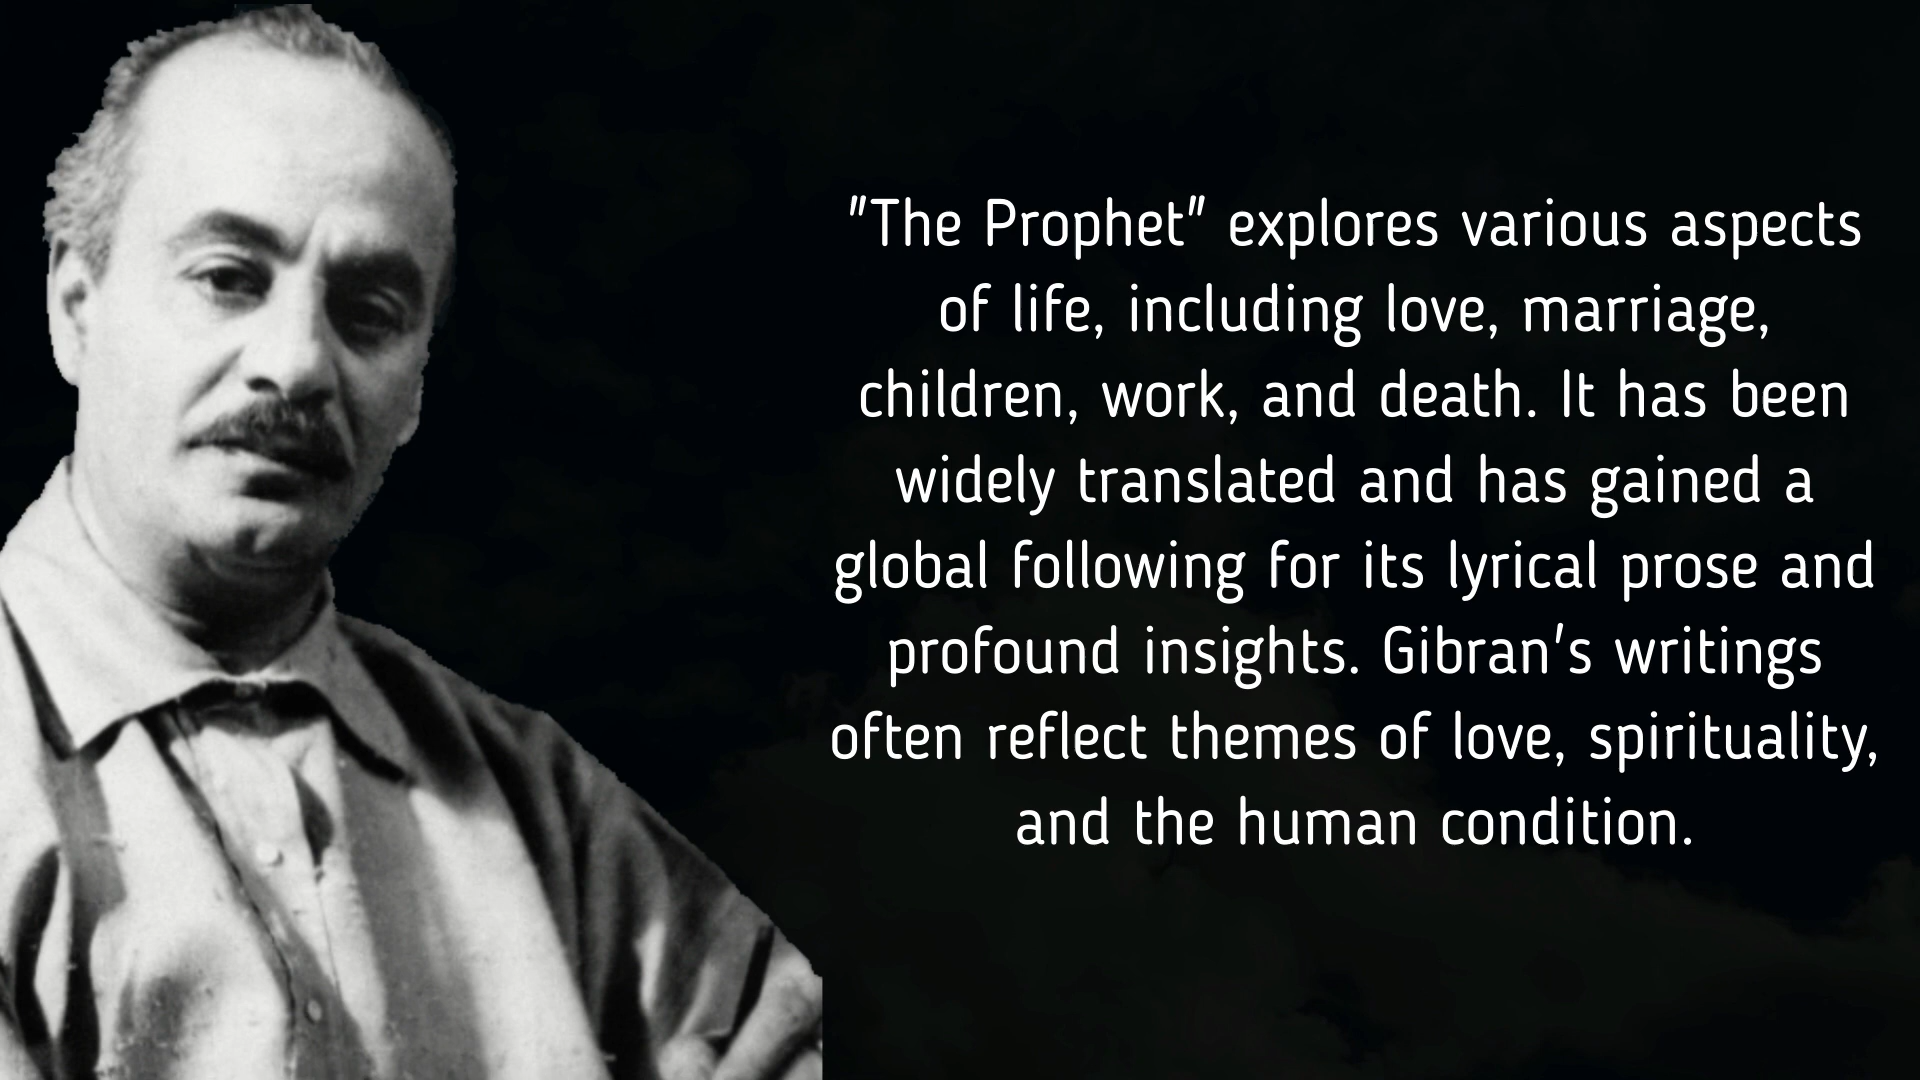 "The Prophet" explores various aspects
of life, including love, marriage,
children, work, and death. It has been
widely translated and has gained a
global following for its lyrical prose and
profound insights. Gibran's writings
often reflect themes of love, spirituality,
and the human condition.